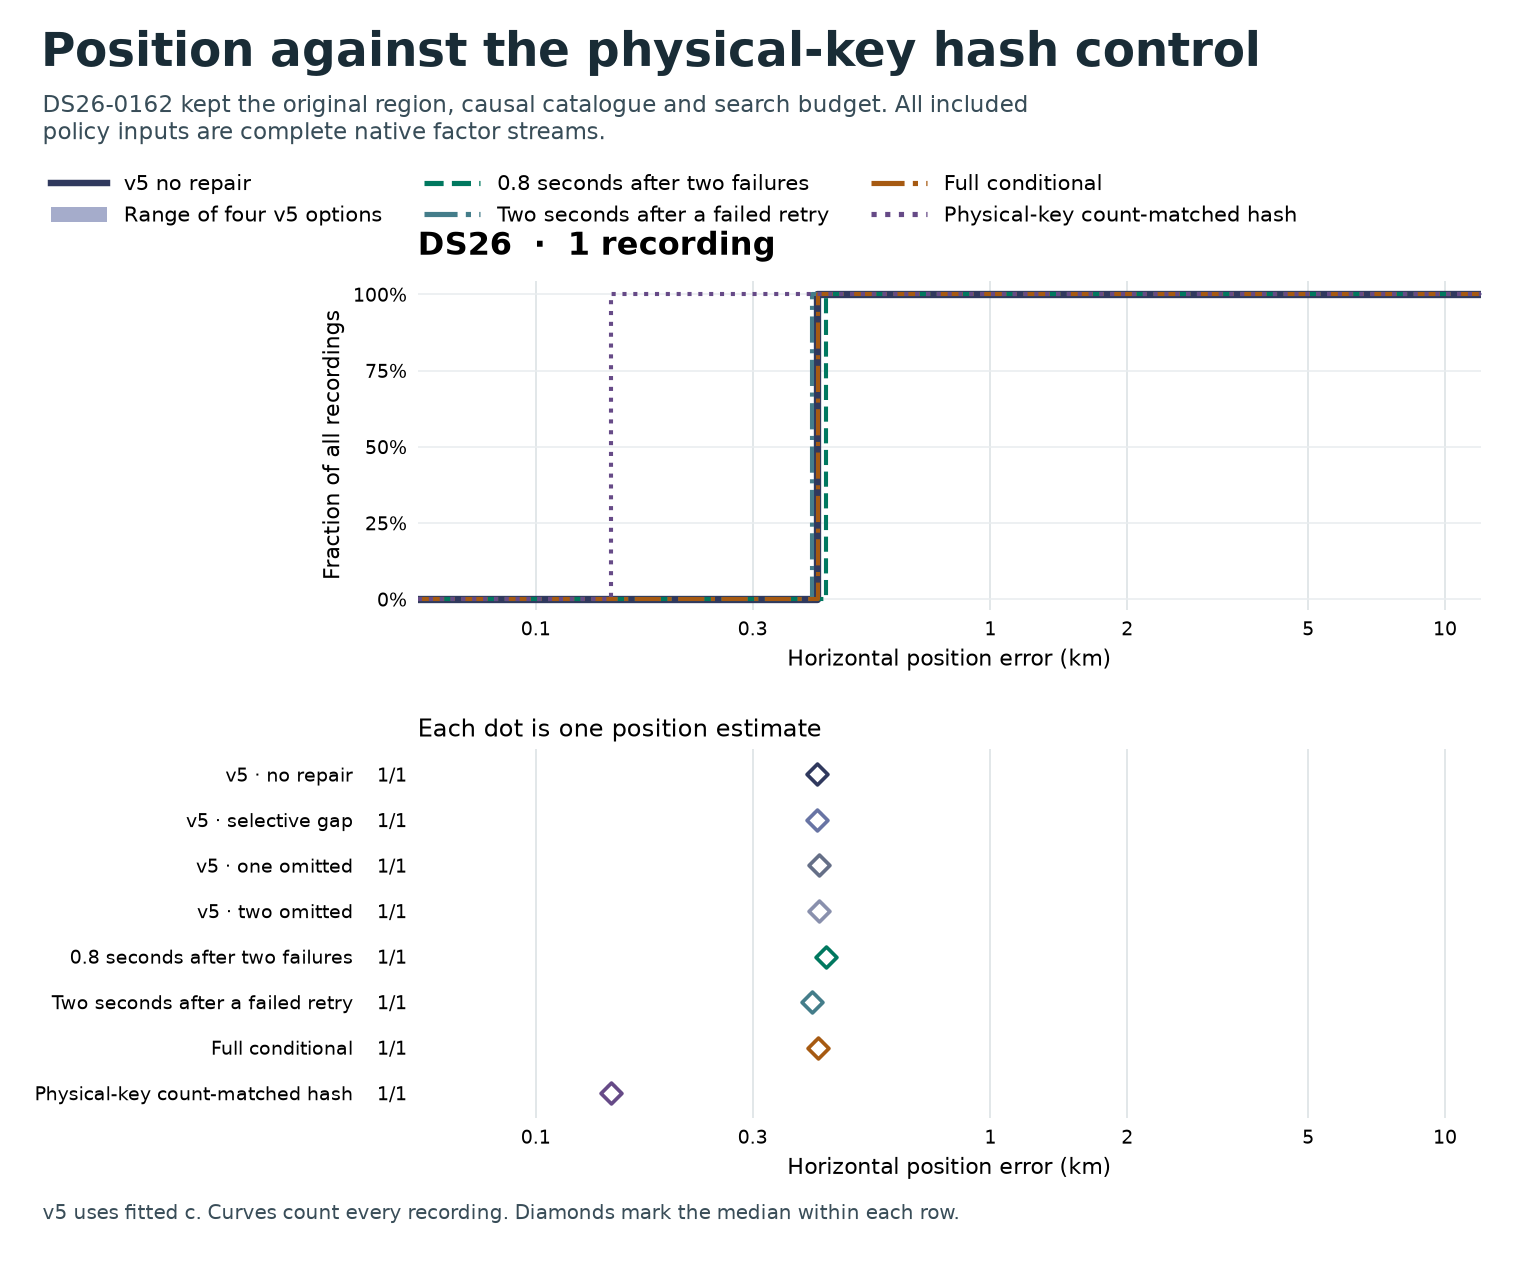 Position against the physical-key hash control
DS26-0162 kept the original region, causal catalogue and search budget. All included
policy inputs are complete native factor streams.
v5 no repair
0.8 seconds after two failures
Full conditional
Range of four v5 options
Two seconds after a failed retry
Physical-key count-matched hash
DS26 · 1 recording
Fraction of all recordings
100%
75%
50%
25%
0%
0.1 0.3 1 2 5 10
Horizontal position error (km)
Each dot is one position estimate
v5 · no repair 1/1
v5 · selective gap 1/1
v5 · one omitted 1/1
v5 · two omitted 1/1
0.8 seconds after two failures 1/1
Two seconds after a failed retry 1/1
Full conditional 1/1
Physical-key count-matched hash 1/1
0.1 0.3 1 2 5 10
Horizontal position error (km)
v5 uses fitted c. Curves count every recording. Diamonds mark the median within each row.